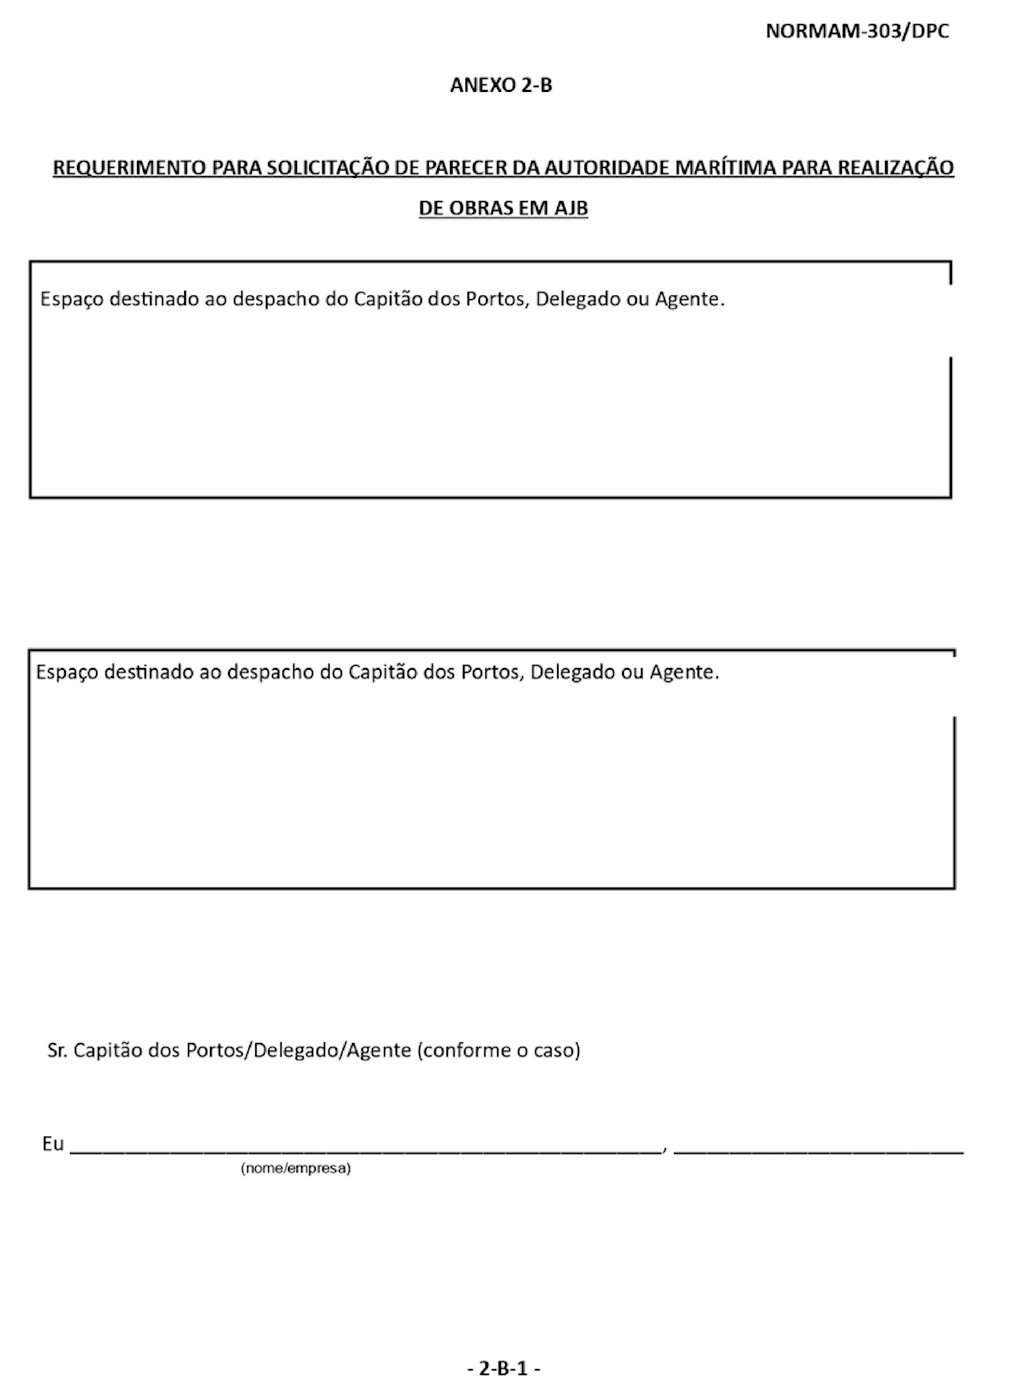 NORMAM-303/DPC
ANEXO 2-B
REQUERIMENTO PARA SOLICITAÇÃO DE PARECER DA AUTORIDADE MARÍTIMA PARA REALIZAÇÃO
DE OBRAS EM AJB
Espaço destinado ao despacho do Capitão dos Portos, Delegado ou Agente.
Espaço destinado ao despacho do Capitão dos Portos, Delegado ou Agente.
Sr. Capitão dos Portos/Delegado/Agente (conforme o caso)
Eu ______________________________________________________, __________________________
(nome/empresa)
- 2-B-1 -